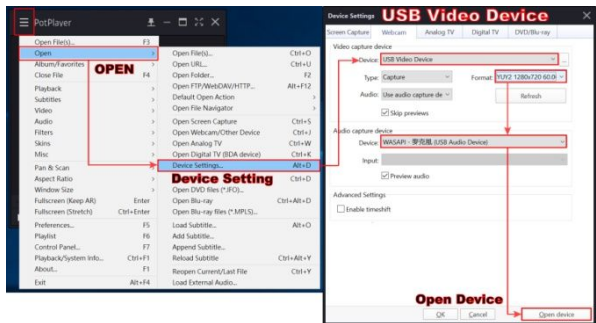 PotPlayer
Open File(s)... F3
Open
OPEN
Album/Favorites
Close File F4
Playback
Subtitles
Video
Audio
Filters
Skins
Misc
Pan & Scan
Aspect Ratio
Window Size
Fullscreen (Keep AR) Enter
Fullscreen (Stretch) Ctrl+Enter
Preferences... F5
Playlist F6
Control Panel... F7
Playback/System Info... Ctrl+F1
About... F1
Exit Alt+F4
Open File(s)... Ctrl+O
Open URL... Ctrl+U
Open Folder... F2
Open FTP/WebDAV/HTTP... Alt+F12
Default Open Action
Open File Navigator
Open Screen Capture Ctrl+S
Open Webcam/Other Device Ctrl+J
Open Analog TV Ctrl+W
Open Digital TV (BDA device) Ctrl+K
Device Settings... Alt+D
Device Setting
Ctrl+D
Open DVD files (*.IFO)...
Open Blu-ray Ctrl+Alt+D
Open Blu-ray files (*.MPLS)...
Load Subtitle... Alt+O
Add Subtitle...
Append Subtitle...
Reload Subtitle Ctrl+Alt+Y
Reopen Current/Last File Ctrl+Y
Load External Audio...
Device Settings
USB Video Device
Screen Capture Webcam Analog TV Digital TV DVD/Blu-ray
Video capture device
Device: USB Video Device ...
Type: Capture Format: YUY2 1280x720 60.0
Audio: Use audio capture de Refresh
Skip previews
Audio capture device
Device: WASAPI - 麥克風 (USB Audio Device)
Input:
Preview audio
Advanced Settings
Enable timeshift
Open Device
OK Cancel Open device